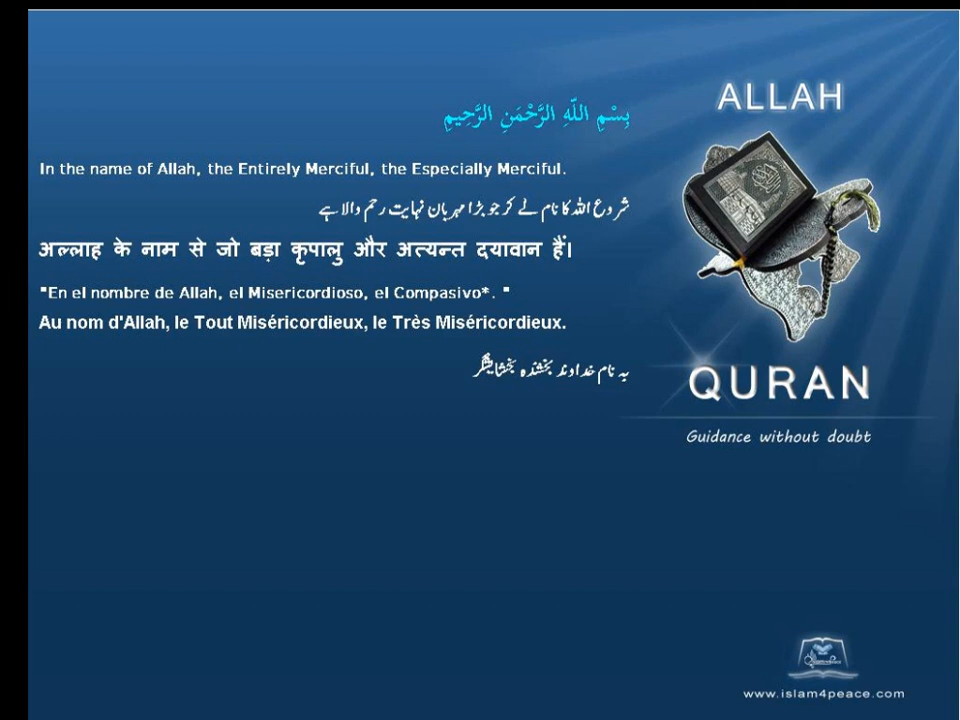 بِسْمِ اللّهِ الرَّحْمَنِ الرَّحِيمِ
In the name of Allah, the Entirely Merciful, the Especially Merciful.
شروع اللہ کا نام لے کر جو بڑا مہربان نہایت رحم والا ہے
अल्लाह के नाम से जो बड़ा कृपालु और अत्यन्त दयावान हैं।
"En el nombre de Allah, el Misericordioso, el Compasivo*. "
Au nom d'Allah, le Tout Miséricordieux, le Très Miséricordieux.
به نام خداوند بخشنده بخشایشگر
ALLAH
QURAN
Guidance without doubt
www.islam4peace.com